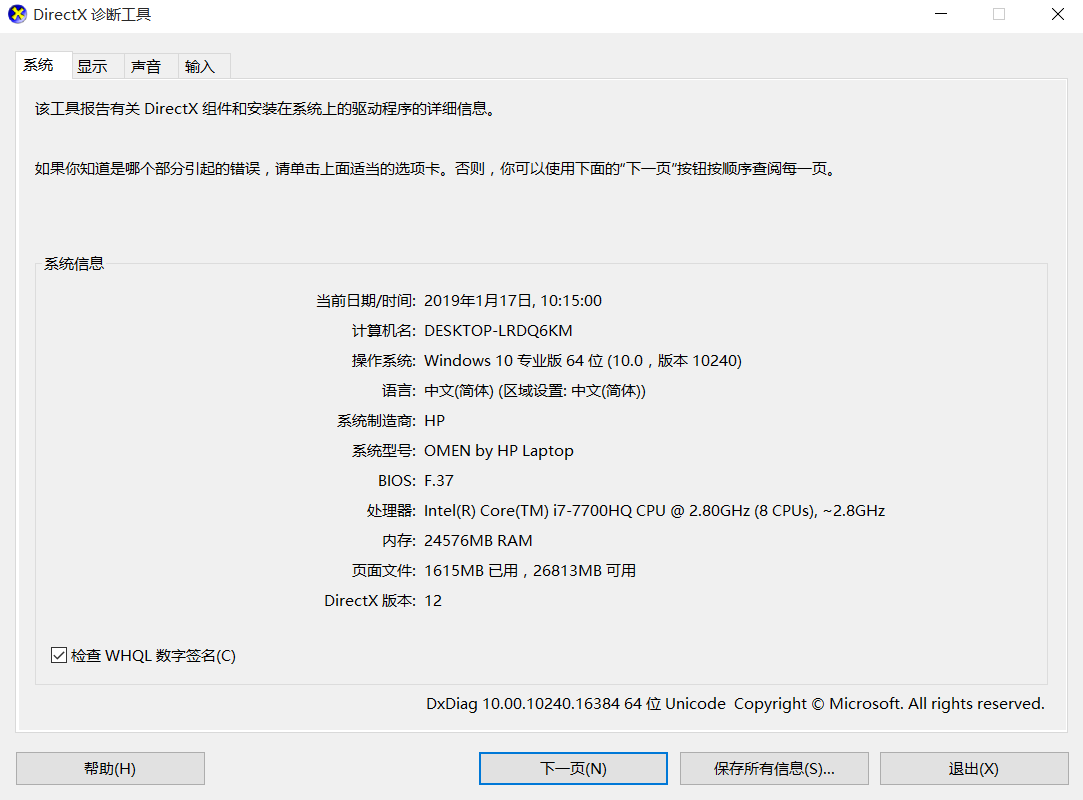 DirectX 诊断工具
系统 显示 声音 输入
该工具报告有关 DirectX 组件和安装在系统上的驱动程序的详细信息。
如果你知道是哪个部分引起的错误，请单击上面适当的选项卡。否则，你可以使用下面的“下一页”按钮按顺序查阅每一页。
系统信息
当前日期/时间: 2019年1月17日, 10:15:00
计算机名: DESKTOP-LRDQ6KM
操作系统: Windows 10 专业版 64 位 (10.0，版本 10240)
语言: 中文(简体) (区域设置: 中文(简体))
系统制造商: HP
系统型号: OMEN by HP Laptop
BIOS: F.37
处理器: Intel(R) Core(TM) i7-7700HQ CPU @ 2.80GHz (8 CPUs), ~2.8GHz
内存: 24576MB RAM
页面文件: 1615MB 已用，26813MB 可用
DirectX 版本: 12
检查 WHQL 数字签名(C)
DxDiag 10.00.10240.16384 64 位 Unicode  Copyright © Microsoft. All rights reserved.
帮助(H) 下一页(N) 保存所有信息(S)... 退出(X)